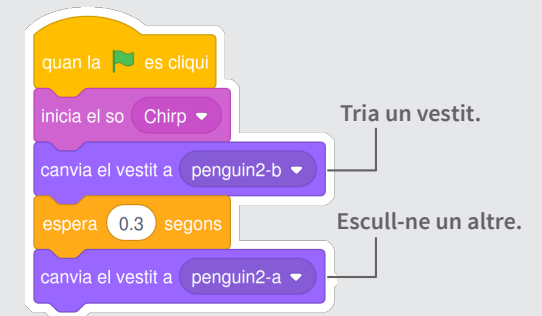 quan la es cliqui
inicia el so Chirp
Tria un vestit.
canvia el vestit a penguin2-b
espera 0.3 segons
Escull-ne un altre.
canvia el vestit a penguin2-a